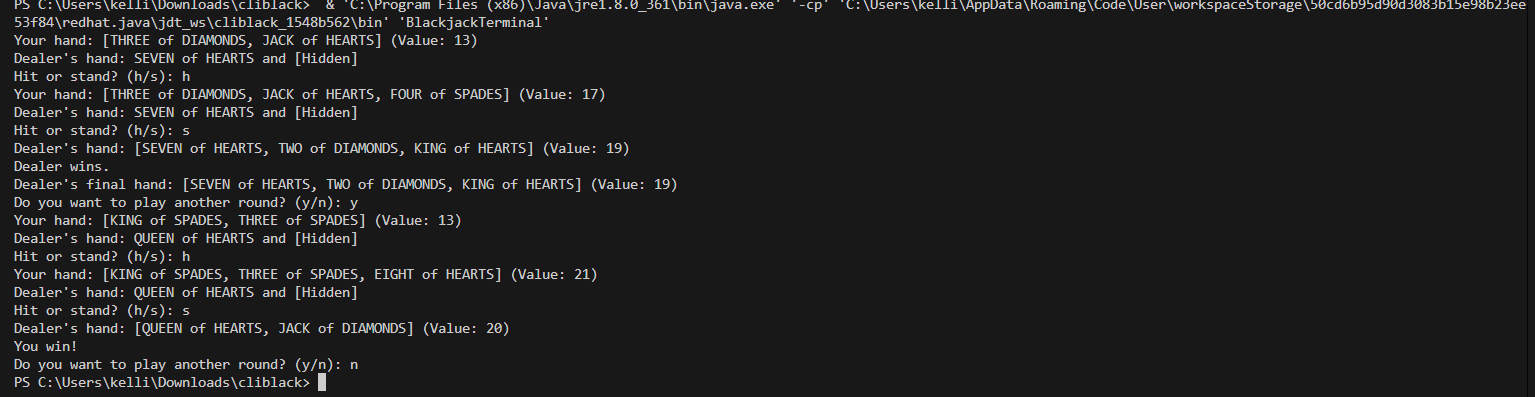 PS C:\Users\kelli\Downloads\cliblack>  & 'C:\Program Files (x86)\Java\jre1.8.0_361\bin\java.exe' '-cp' 'C:\Users\kelli\AppData\Roaming\Code\User\workspaceStorage\50cd6b95d90d3083b15e98b23ee
53f84\redhat.java\jdt_ws\cliblack_1548b562\bin' 'BlackjackTerminal'
Your hand: [THREE of DIAMONDS, JACK of HEARTS] (Value: 13)
Dealer's hand: SEVEN of HEARTS and [Hidden]
Hit or stand? (h/s): h
Your hand: [THREE of DIAMONDS, JACK of HEARTS, FOUR of SPADES] (Value: 17)
Dealer's hand: SEVEN of HEARTS and [Hidden]
Hit or stand? (h/s): s
Dealer's hand: [SEVEN of HEARTS, TWO of DIAMONDS, KING of HEARTS] (Value: 19)
Dealer wins.
Dealer's final hand: [SEVEN of HEARTS, TWO of DIAMONDS, KING of HEARTS] (Value: 19)
Do you want to play another round? (y/n): y
Your hand: [KING of SPADES, THREE of SPADES] (Value: 13)
Dealer's hand: QUEEN of HEARTS and [Hidden]
Hit or stand? (h/s): h
Your hand: [KING of SPADES, THREE of SPADES, EIGHT of HEARTS] (Value: 21)
Dealer's hand: QUEEN of HEARTS and [Hidden]
Hit or stand? (h/s): s
Dealer's hand: [QUEEN of HEARTS, JACK of DIAMONDS] (Value: 20)
You win!
Do you want to play another round? (y/n): n
PS C:\Users\kelli\Downloads\cliblack>